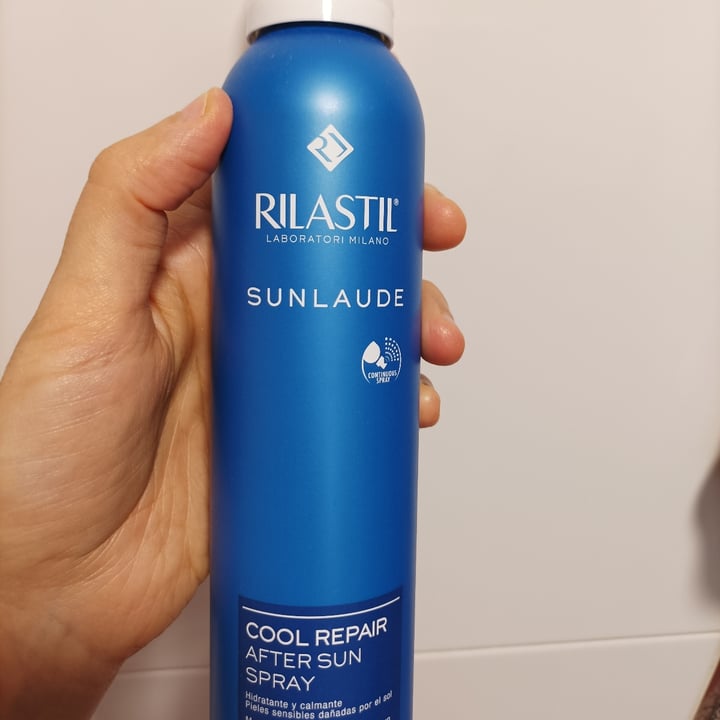 RILASTIL®
LABORATORI MILANO
SUNLAUDE
CONTINUOUS
SPRAY
COOL REPAIR
AFTER SUN
SPRAY
Hidratante y calmante
Pieles sensibles dañadas por el sol